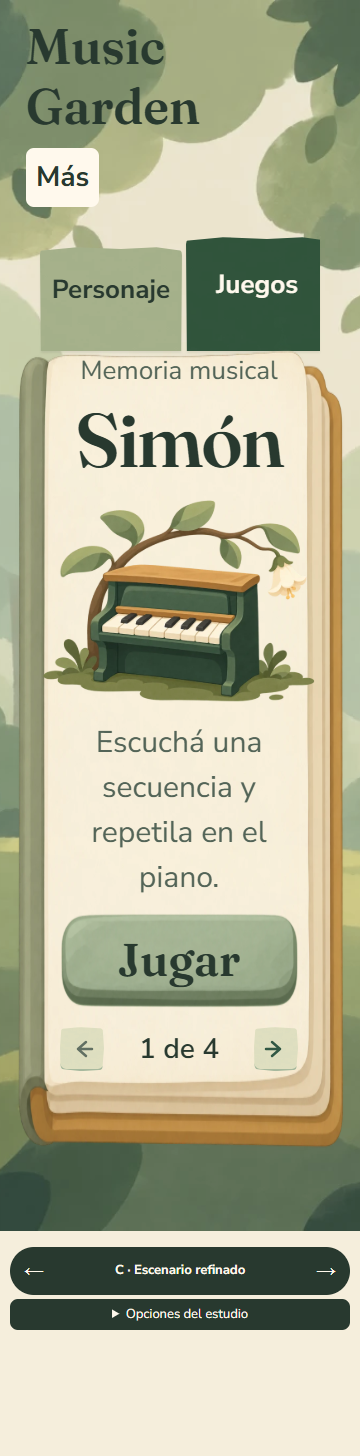 Music
Garden
Más
Personaje
Juegos
Memoria musical
Simón
Escuchá una
secuencia y
repetila en el
piano.
Jugar
← 1 de 4 →
← C · Escenario refinado →
▶ Opciones del estudio